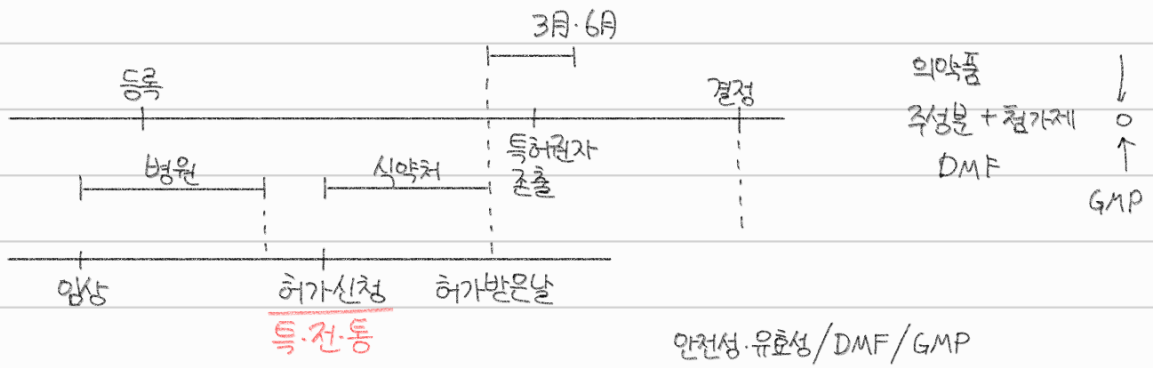 3月·6月
등록
결정
병원
식약처
특허권자
존출
임상
허가신청
허가받은날
특·전·통
의약품
주성분 + 첨가제
DMF
GMP
안전성·유효성/DMF/GMP